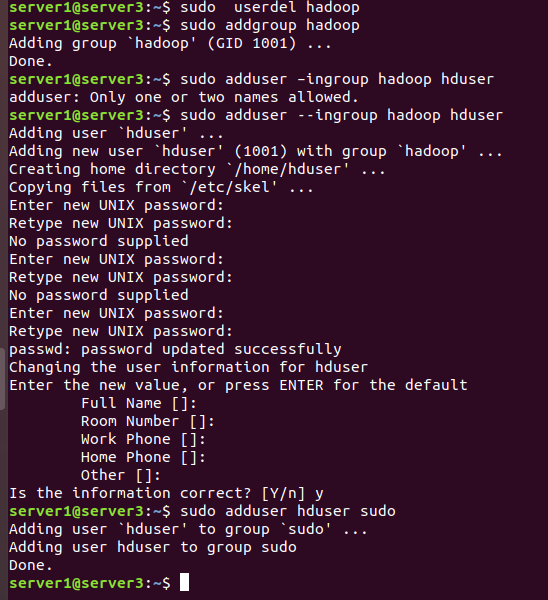 server1@server3:~$ sudo  userdel hadoop
server1@server3:~$ sudo addgroup hadoop
Adding group `hadoop' (GID 1001) ...
Done.
server1@server3:~$ sudo adduser –ingroup hadoop hduser
adduser: Only one or two names allowed.
server1@server3:~$ sudo adduser --ingroup hadoop hduser
Adding user `hduser' ...
Adding new user `hduser' (1001) with group `hadoop' ...
Creating home directory `/home/hduser' ...
Copying files from `/etc/skel' ...
Enter new UNIX password:
Retype new UNIX password:
No password supplied
Enter new UNIX password:
Retype new UNIX password:
No password supplied
Enter new UNIX password:
Retype new UNIX password:
passwd: password updated successfully
Changing the user information for hduser
Enter the new value, or press ENTER for the default
        Full Name []:
        Room Number []:
        Work Phone []:
        Home Phone []:
        Other []:
Is the information correct? [Y/n] y
server1@server3:~$ sudo adduser hduser sudo
Adding user `hduser' to group `sudo' ...
Adding user hduser to group sudo
Done.
server1@server3:~$